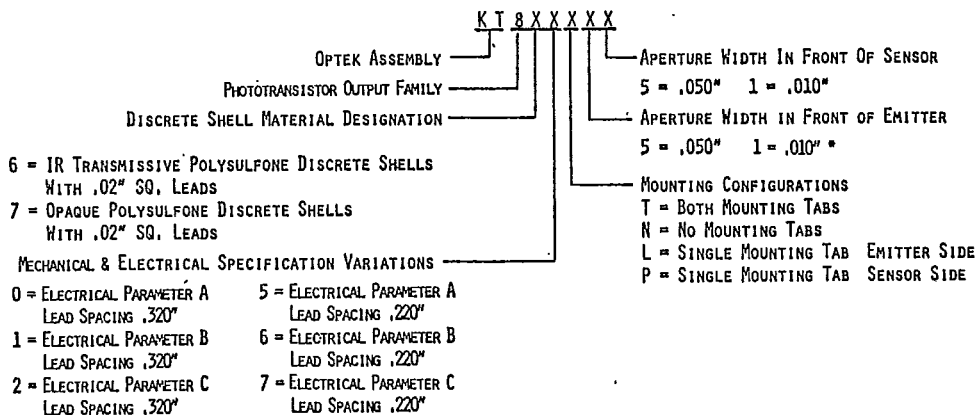 KT8XXXXX
OPTEK ASSEMBLY
PHOTOTRANSISTOR OUTPUT FAMILY
DISCRETE SHELL MATERIAL DESIGNATION
6 = IR TRANSMISSIVE POLYSULFONE DISCRETE SHELLS
WITH .02" SQ. LEADS
7 = OPAQUE POLYSULFONE DISCRETE SHELLS
WITH .02" SQ. LEADS
MECHANICAL & ELECTRICAL SPECIFICATION VARIATIONS
0 = ELECTRICAL PARAMETER A
LEAD SPACING .320"
1 = ELECTRICAL PARAMETER B
LEAD SPACING .320"
2 = ELECTRICAL PARAMETER C
LEAD SPACING .320"
5 = ELECTRICAL PARAMETER A
LEAD SPACING .220"
6 = ELECTRICAL PARAMETER B
LEAD SPACING .220"
7 = ELECTRICAL PARAMETER C
LEAD SPACING .220"
APERTURE WIDTH IN FRONT OF SENSOR
5 = .050" 1 = .010"
APERTURE WIDTH IN FRONT OF EMITTER
5 = .050" 1 = .010" *
MOUNTING CONFIGURATIONS
T = BOTH MOUNTING TABS
N = NO MOUNTING TABS
L = SINGLE MOUNTING TAB EMITTER SIDE
P = SINGLE MOUNTING TAB SENSOR SIDE